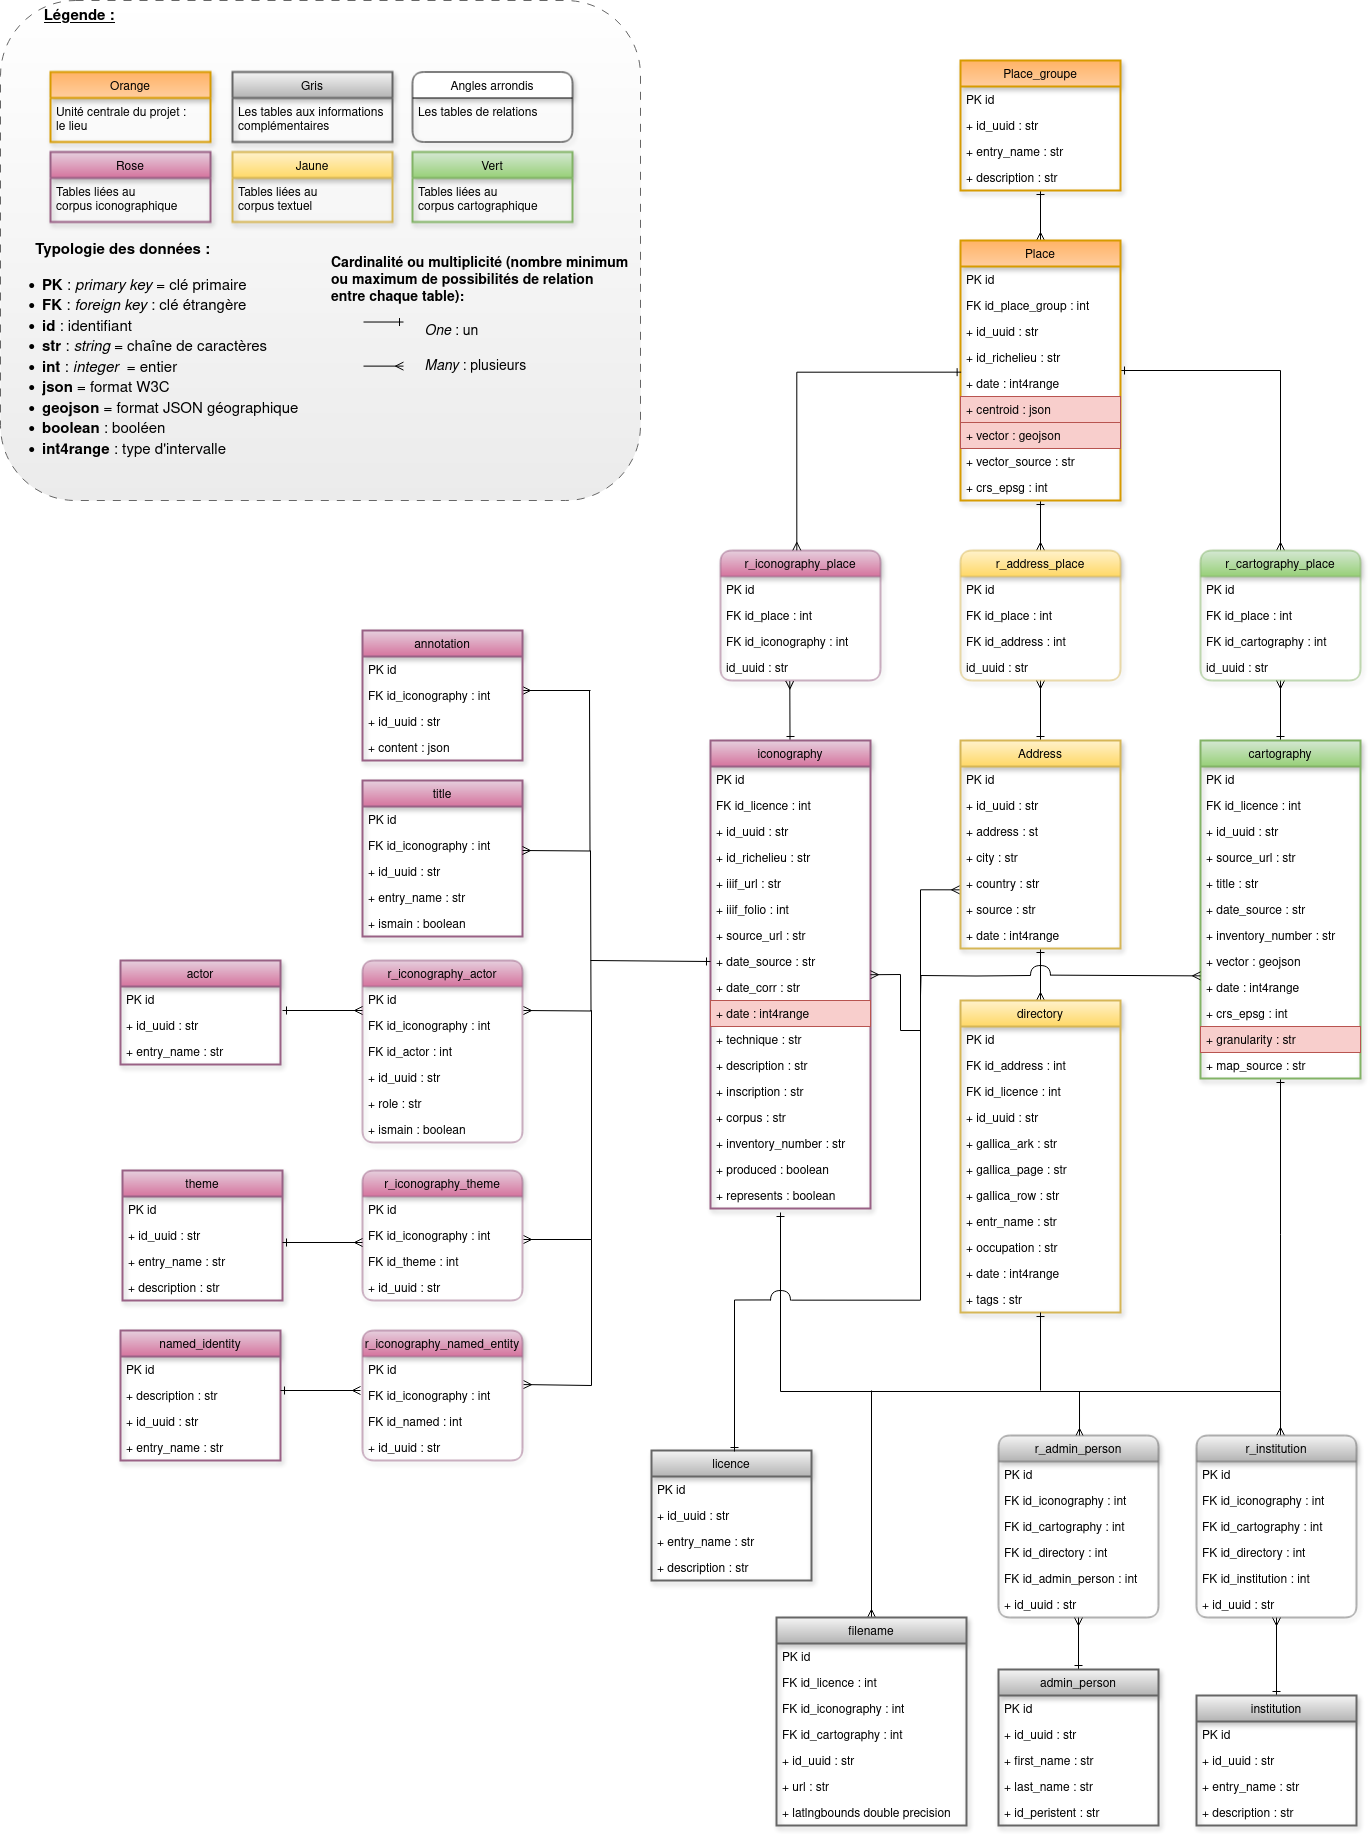 Légende :
Orange
Unité centrale du projet :
le lieu
Gris
Les tables aux informations
complémentaires
Angles arrondis
Les tables de relations
Rose
Tables liées au
corpus iconographique
Jaune
Tables liées au
corpus textuel
Vert
Tables liées au
corpus cartographique
Typologie des données :
• PK : primary key = clé primaire
• FK : foreign key : clé étrangère
• id : identifiant
• str : string = chaîne de caractères
• int : integer = entier
• json = format W3C
• geojson = format JSON géographique
• boolean : booléen
• int4range : type d'intervalle
Cardinalité ou multiplicité (nombre minimum
ou maximum de possibilités de relation
entre chaque table):
One : un
Many : plusieurs
Place_groupe
PK id
+ id_uuid : str
+ entry_name : str
+ description : str
Place
PK id
FK id_place_group : int
+ id_uuid : str
+ id_richelieu : str
+ date : int4range
+ centroid : json
+ vector : geojson
+ vector_source : str
+ crs_epsg : int
r_iconography_place
PK id
FK id_place : int
FK id_iconography : int
id_uuid : str
r_address_place
PK id
FK id_place : int
FK id_address : int
id_uuid : str
r_cartography_place
PK id
FK id_place : int
FK id_cartography : int
id_uuid : str
annotation
PK id
FK id_iconography : int
+ id_uuid : str
+ content : json
title
PK id
FK id_iconography : int
+ id_uuid : str
+ entry_name : str
+ ismain : boolean
actor
PK id
+ id_uuid : str
+ entry_name : str
r_iconography_actor
PK id
FK id_iconography : int
FK id_actor : int
+ id_uuid : str
+ role : str
+ ismain : boolean
theme
PK id
+ id_uuid : str
+ entry_name : str
+ description : str
r_iconography_theme
PK id
FK id_iconography : int
FK id_theme : int
+ id_uuid : str
named_identity
PK id
+ description : str
+ id_uuid : str
+ entry_name : str
r_iconography_named_entity
PK id
FK id_iconography : int
FK id_named : int
+ id_uuid : str
iconography
PK id
FK id_licence : int
+ id_uuid : str
+ id_richelieu : str
+ iiif_url : str
+ iiif_folio : int
+ source_url : str
+ date_source : str
+ date_corr : str
+ date : int4range
+ technique : str
+ description : str
+ inscription : str
+ corpus : str
+ inventory_number : str
+ produced : boolean
+ represents : boolean
Address
PK id
+ id_uuid : str
+ address : st
+ city : str
+ country : str
+ source : str
+ date : int4range
directory
PK id
FK id_address : int
FK id_licence : int
+ id_uuid : str
+ gallica_ark : str
+ gallica_page : str
+ gallica_row : str
+ entr_name : str
+ occupation : str
+ date : int4range
+ tags : str
cartography
PK id
FK id_licence : int
+ id_uuid : str
+ source_url : str
+ title : str
+ date_source : str
+ inventory_number : str
+ vector : geojson
+ date : int4range
+ crs_epsg : int
+ granularity : str
+ map_source : str
licence
PK id
+ id_uuid : str
+ entry_name : str
+ description : str
filename
PK id
FK id_licence : int
FK id_iconography : int
FK id_cartography : int
+ id_uuid : str
+ url : str
+ latlngbounds double precision
r_admin_person
PK id
FK id_iconography : int
FK id_cartography : int
FK id_directory : int
FK id_admin_person : int
+ id_uuid : str
admin_person
PK id
+ id_uuid : str
+ first_name : str
+ last_name : str
+ id_peristent : str
r_institution
PK id
FK id_iconography : int
FK id_cartography : int
FK id_directory : int
FK id_institution : int
+ id_uuid : str
institution
PK id
+ id_uuid : str
+ entry_name : str
+ description : str